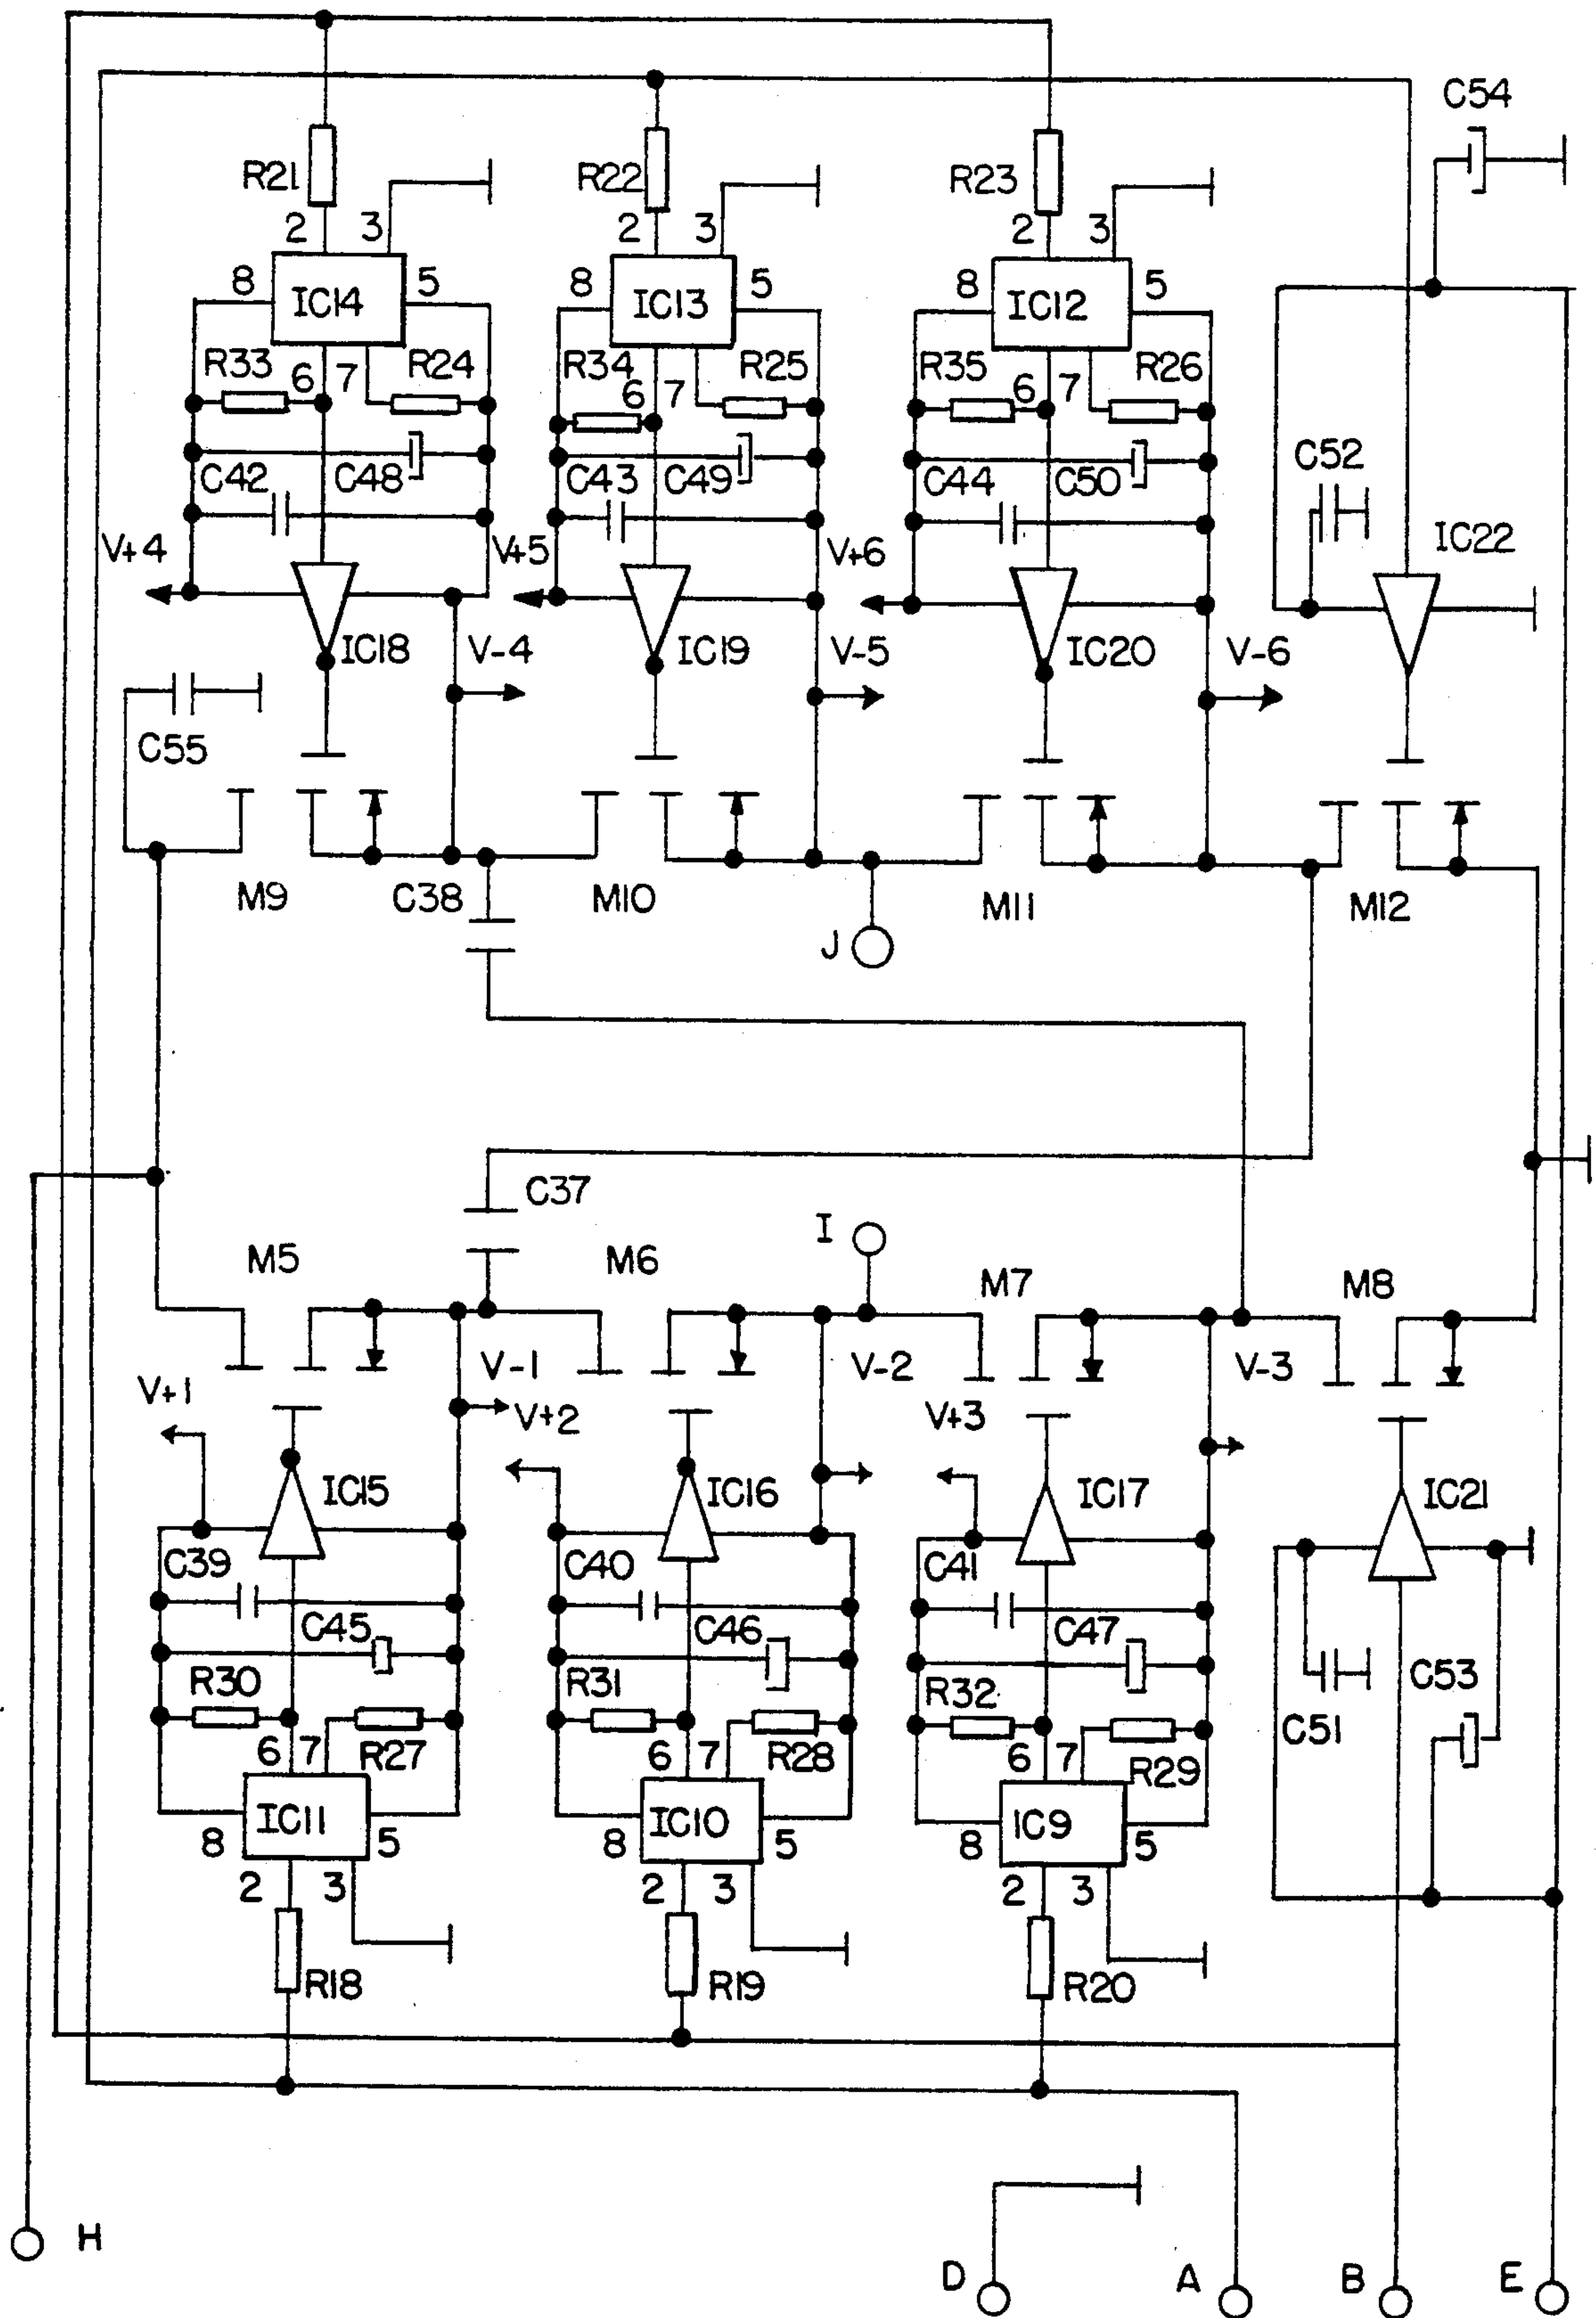 C54
R21
R22
R23
2 3
2 3
2 3
8 IC14 5
8 IC13 5
8 IC12 5
R33 6 7 R24
R34 6 7 R25
R35 6 7 R26
C42 C48
C43 C49
C44 C50
C52
V+4
V+5
V+6
IC22
IC18
V-4
IC19
V-5
IC20
V-6
C55
M9
C38
M10
M11
M12
J
C37
I
M5
M6
M7
M8
V+1
V-1
V+2
V-2
V+3
V-3
IC15
IC16
IC17
IC21
C39
C40
C41
C45
C46
C47
C53
R30
R31
R32
C51
6 7 R27
6 7 R28
6 7 R29
8 IC11 5
8 IC10 5
8 IC9 5
2 3
2 3
2 3
R18
R19
R20
H
D
A
B
E